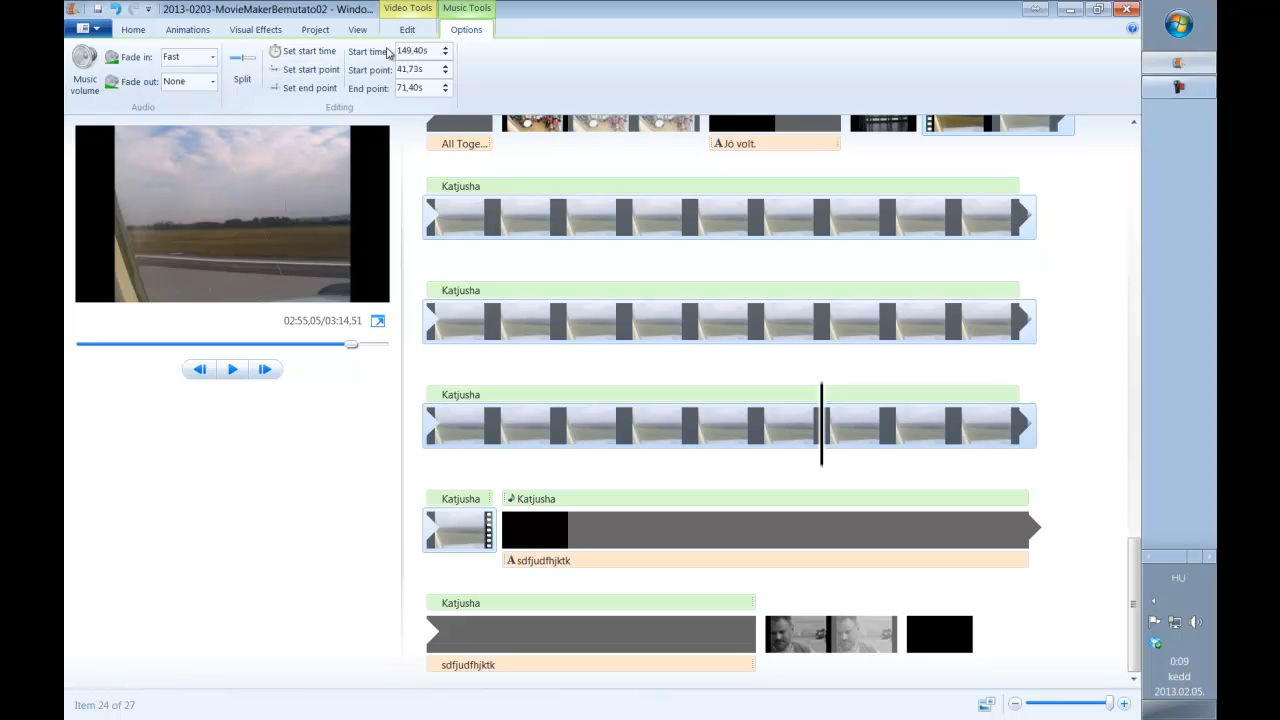 2013-0203-MovieMakerBemutato02 - Windo...
Video Tools
Music Tools
Home
Animations
Visual Effects
Project
View
Edit
Options
Music volume
Fade in: Fast
Fade out: None
Audio
Split
Set start time
Set start point
Set end point
Start time: 149,40s
Start point: 41,73s
End point: 71,40s
Editing
02:55,05/03:14,51
All Toge...
A Jó volt.
Katjusha
Katjusha
Katjusha
Katjusha
Katjusha
A sdfjudfhjktk
Katjusha
sdfjudfhjktk
Item 24 of 27
HU
0:09
kedd
2013.02.05.